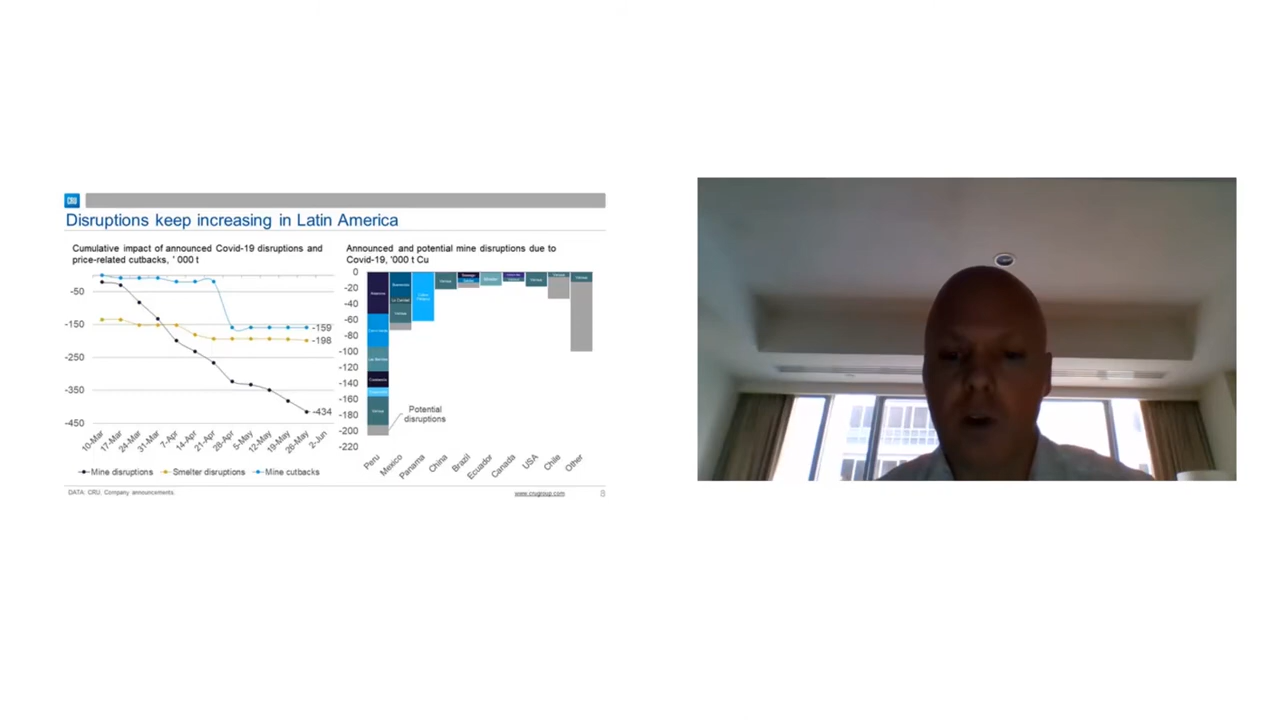 CRU
Disruptions keep increasing in Latin America
Cumulative impact of announced Covid-19 disruptions and
price-related cutbacks, ' 000 t
-50
-150
-250
-350
-450
-159
-198
-434
10-Mar
17-Mar
24-Mar
31-Mar
7-Apr
14-Apr
21-Apr
28-Apr
5-May
12-May
19-May
26-May
2-Jun
Mine disruptions
Smelter disruptions
Mine cutbacks
Announced and potential mine disruptions due to
Covid-19, '000 t Cu
0
-20
-40
-60
-80
-100
-120
-140
-160
-180
-200
-220
Potential
disruptions
Peru
Mexico
Panama
China
Brazil
Ecuador
Canada
USA
Chile
Other
DATA: CRU, Company announcements.
www.crugroup.com
8